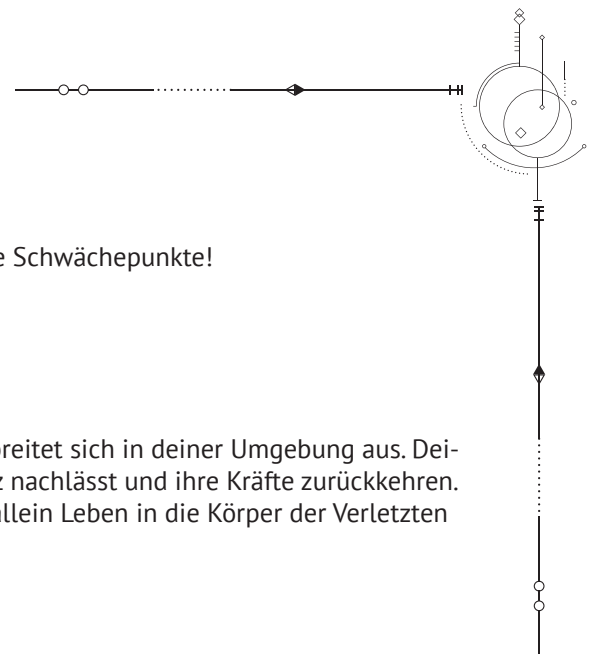 e Schwächepunkte!
breitet sich in deiner Umgebung aus. Dei-
z nachlässt und ihre Kräfte zurückkehren.
allein Leben in die Körper der Verletzten